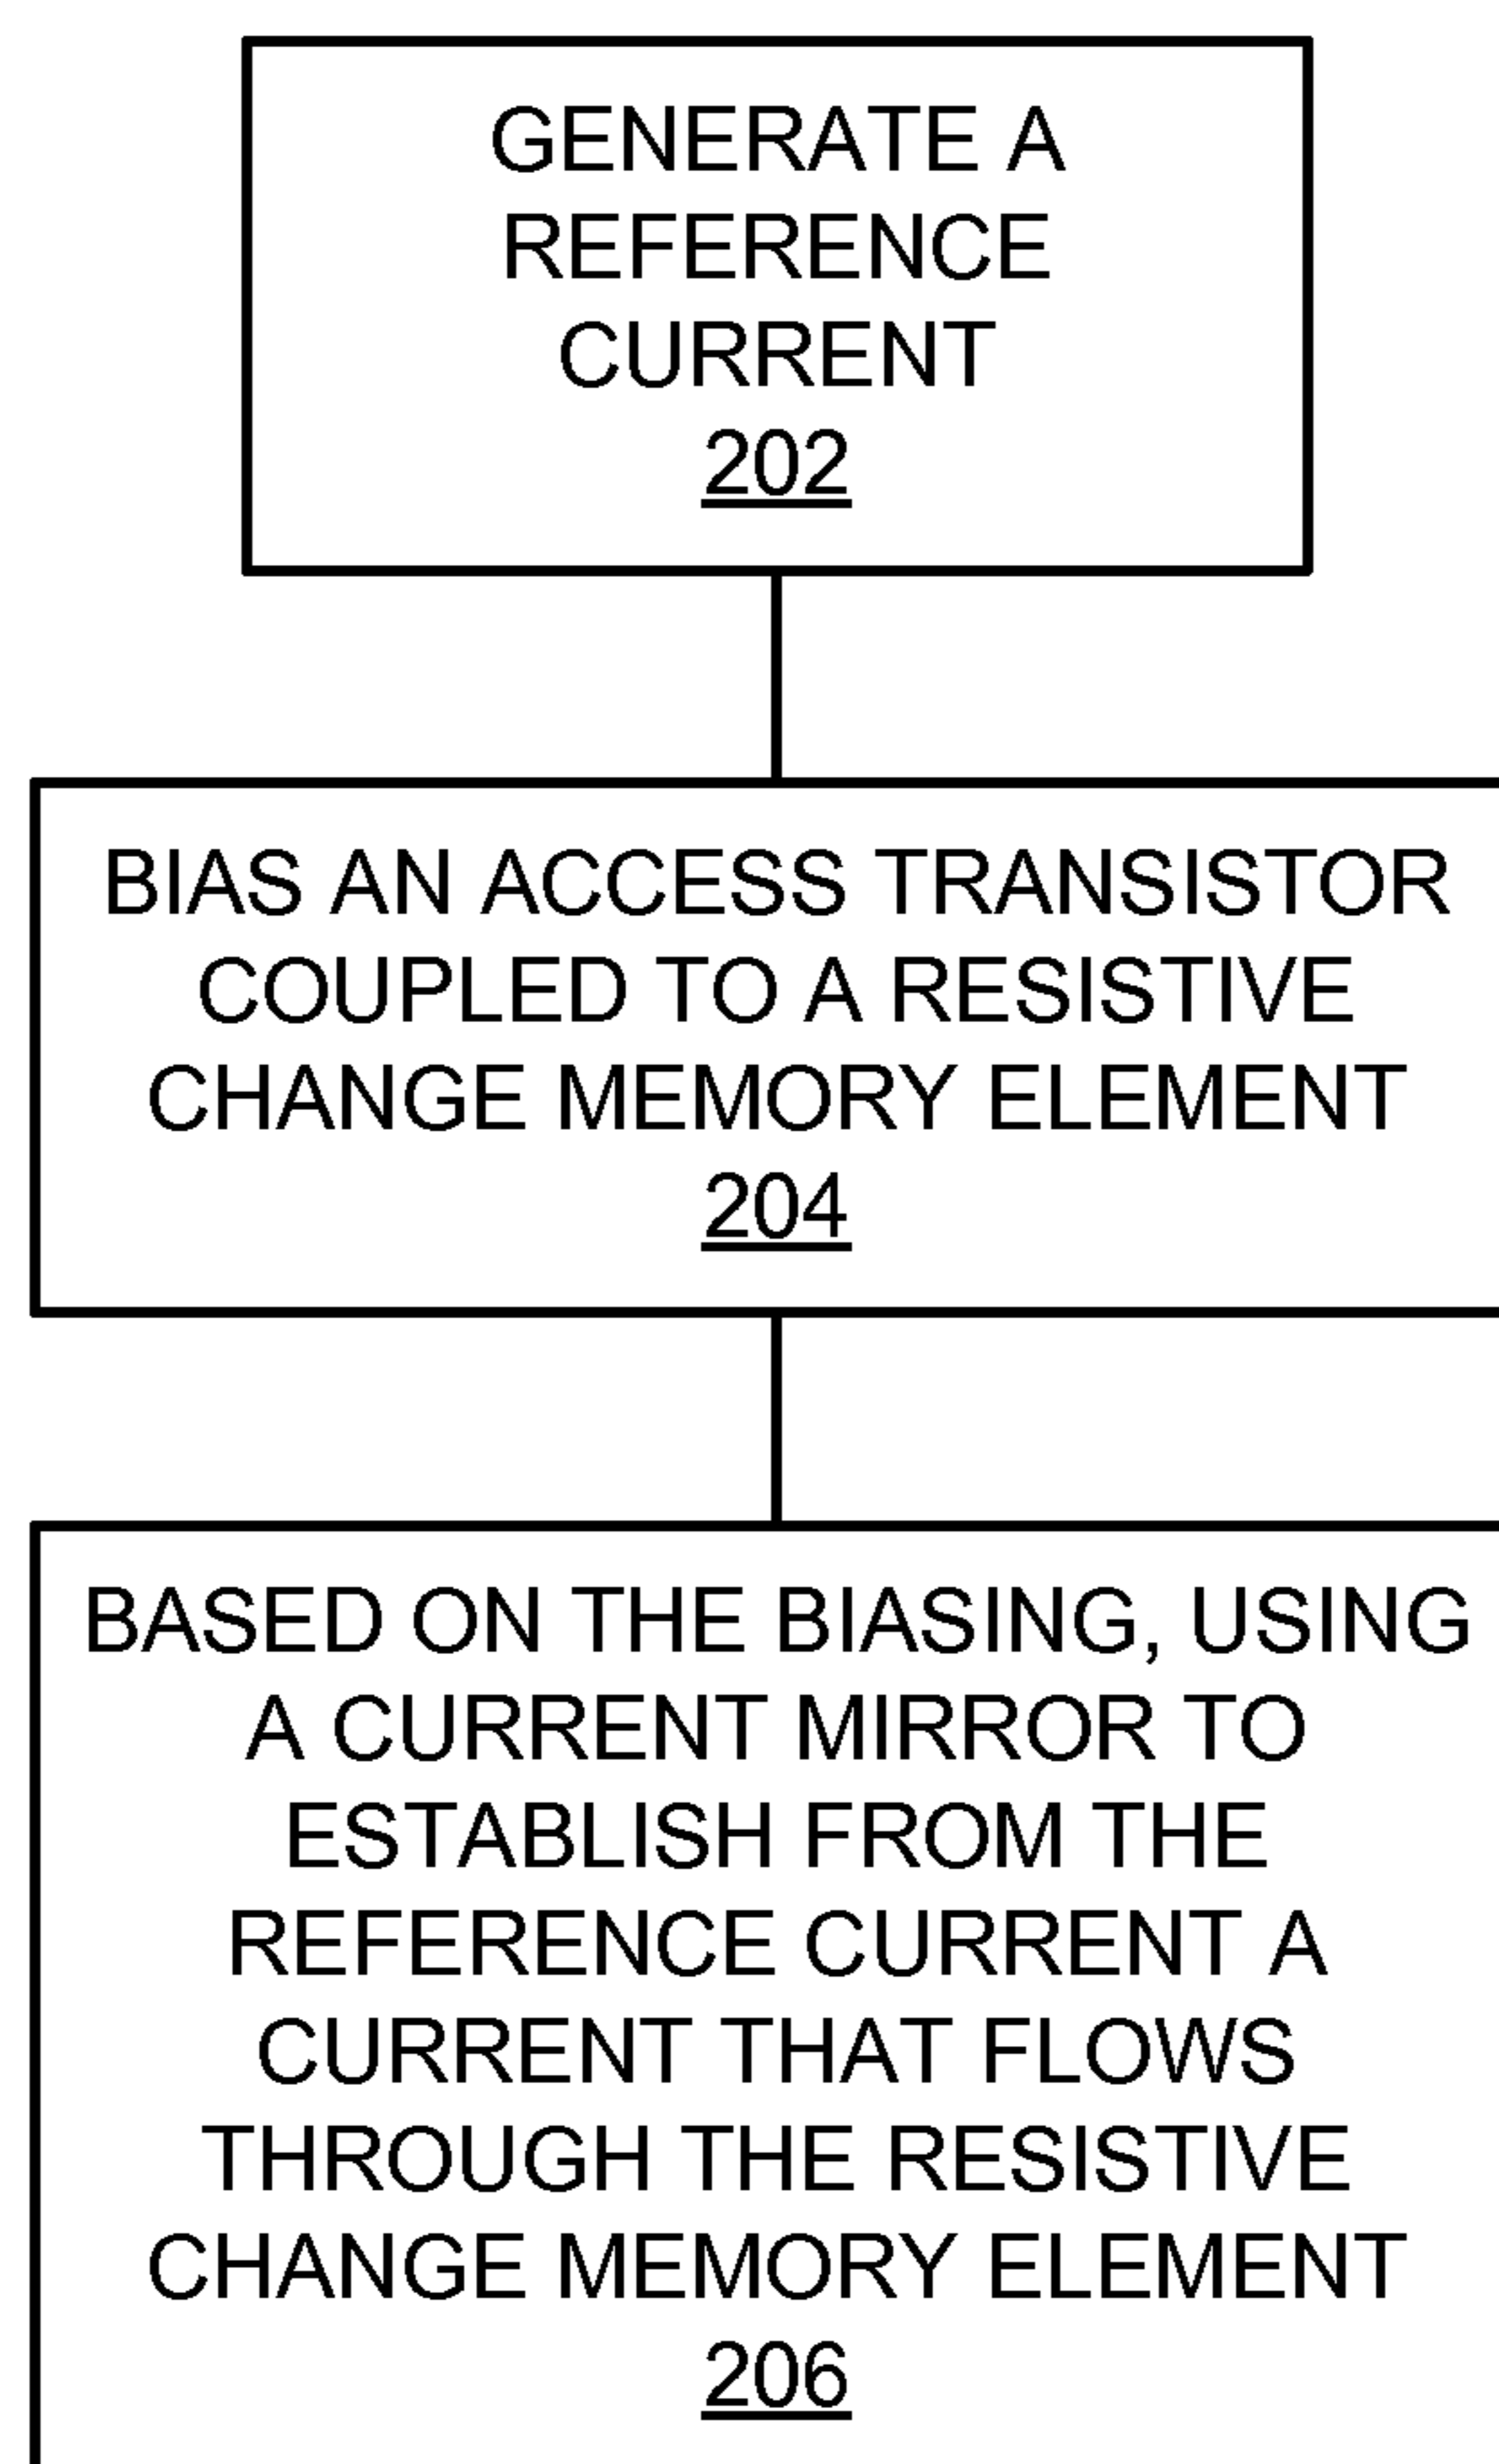 GENERATE A
REFERENCE
CURRENT
202
BIAS AN ACCESS TRANSISTOR
COUPLED TO A RESISTIVE
CHANGE MEMORY ELEMENT
204
BASED ON THE BIASING, USING
A CURRENT MIRROR TO
ESTABLISH FROM THE
REFERENCE CURRENT A
CURRENT THAT FLOWS
THROUGH THE RESISTIVE
CHANGE MEMORY ELEMENT
206